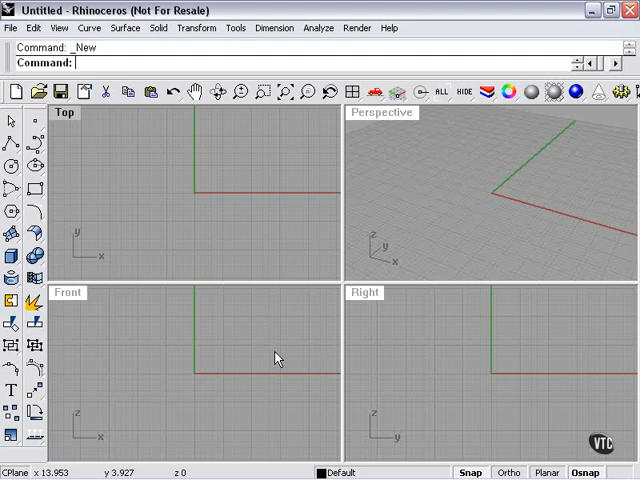 Untitled - Rhinoceros (Not For Resale)
File Edit View Curve Surface Solid Transform Tools Dimension Analyze Render Help
Command: _New
Command:
ALL HIDE
Top
Perspective
y
x
z
y
x
Front
Right
T
z
x
z
y
VTC
CPlane x 13.953 y 3.927 z 0 Default Snap Ortho Planar Osnap